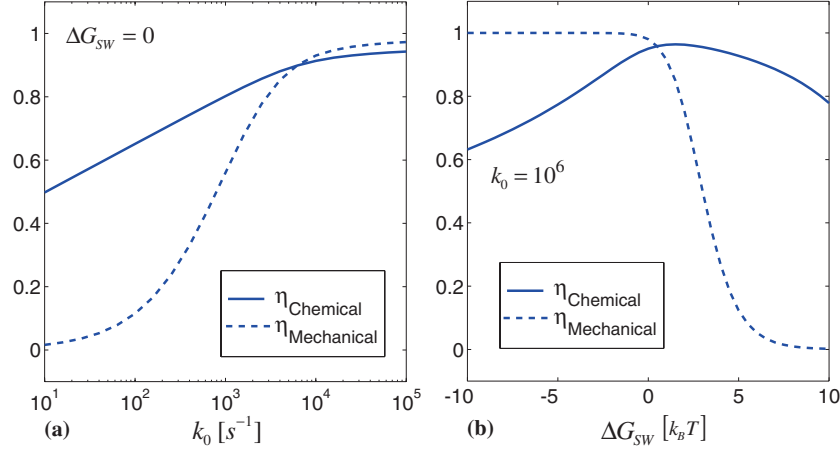 1
0.8
0.6
0.4
0.2
0
ΔG_SW = 0
η_Chemical
η_Mechanical
10^1 10^2 10^3 10^4 10^5
(a) k_0 [s^{-1}]
1
0.8
0.6
0.4
0.2
0
k_0 = 10^6
η_Chemical
η_Mechanical
-10 -5 0 5 10
(b) ΔG_SW [k_B T]